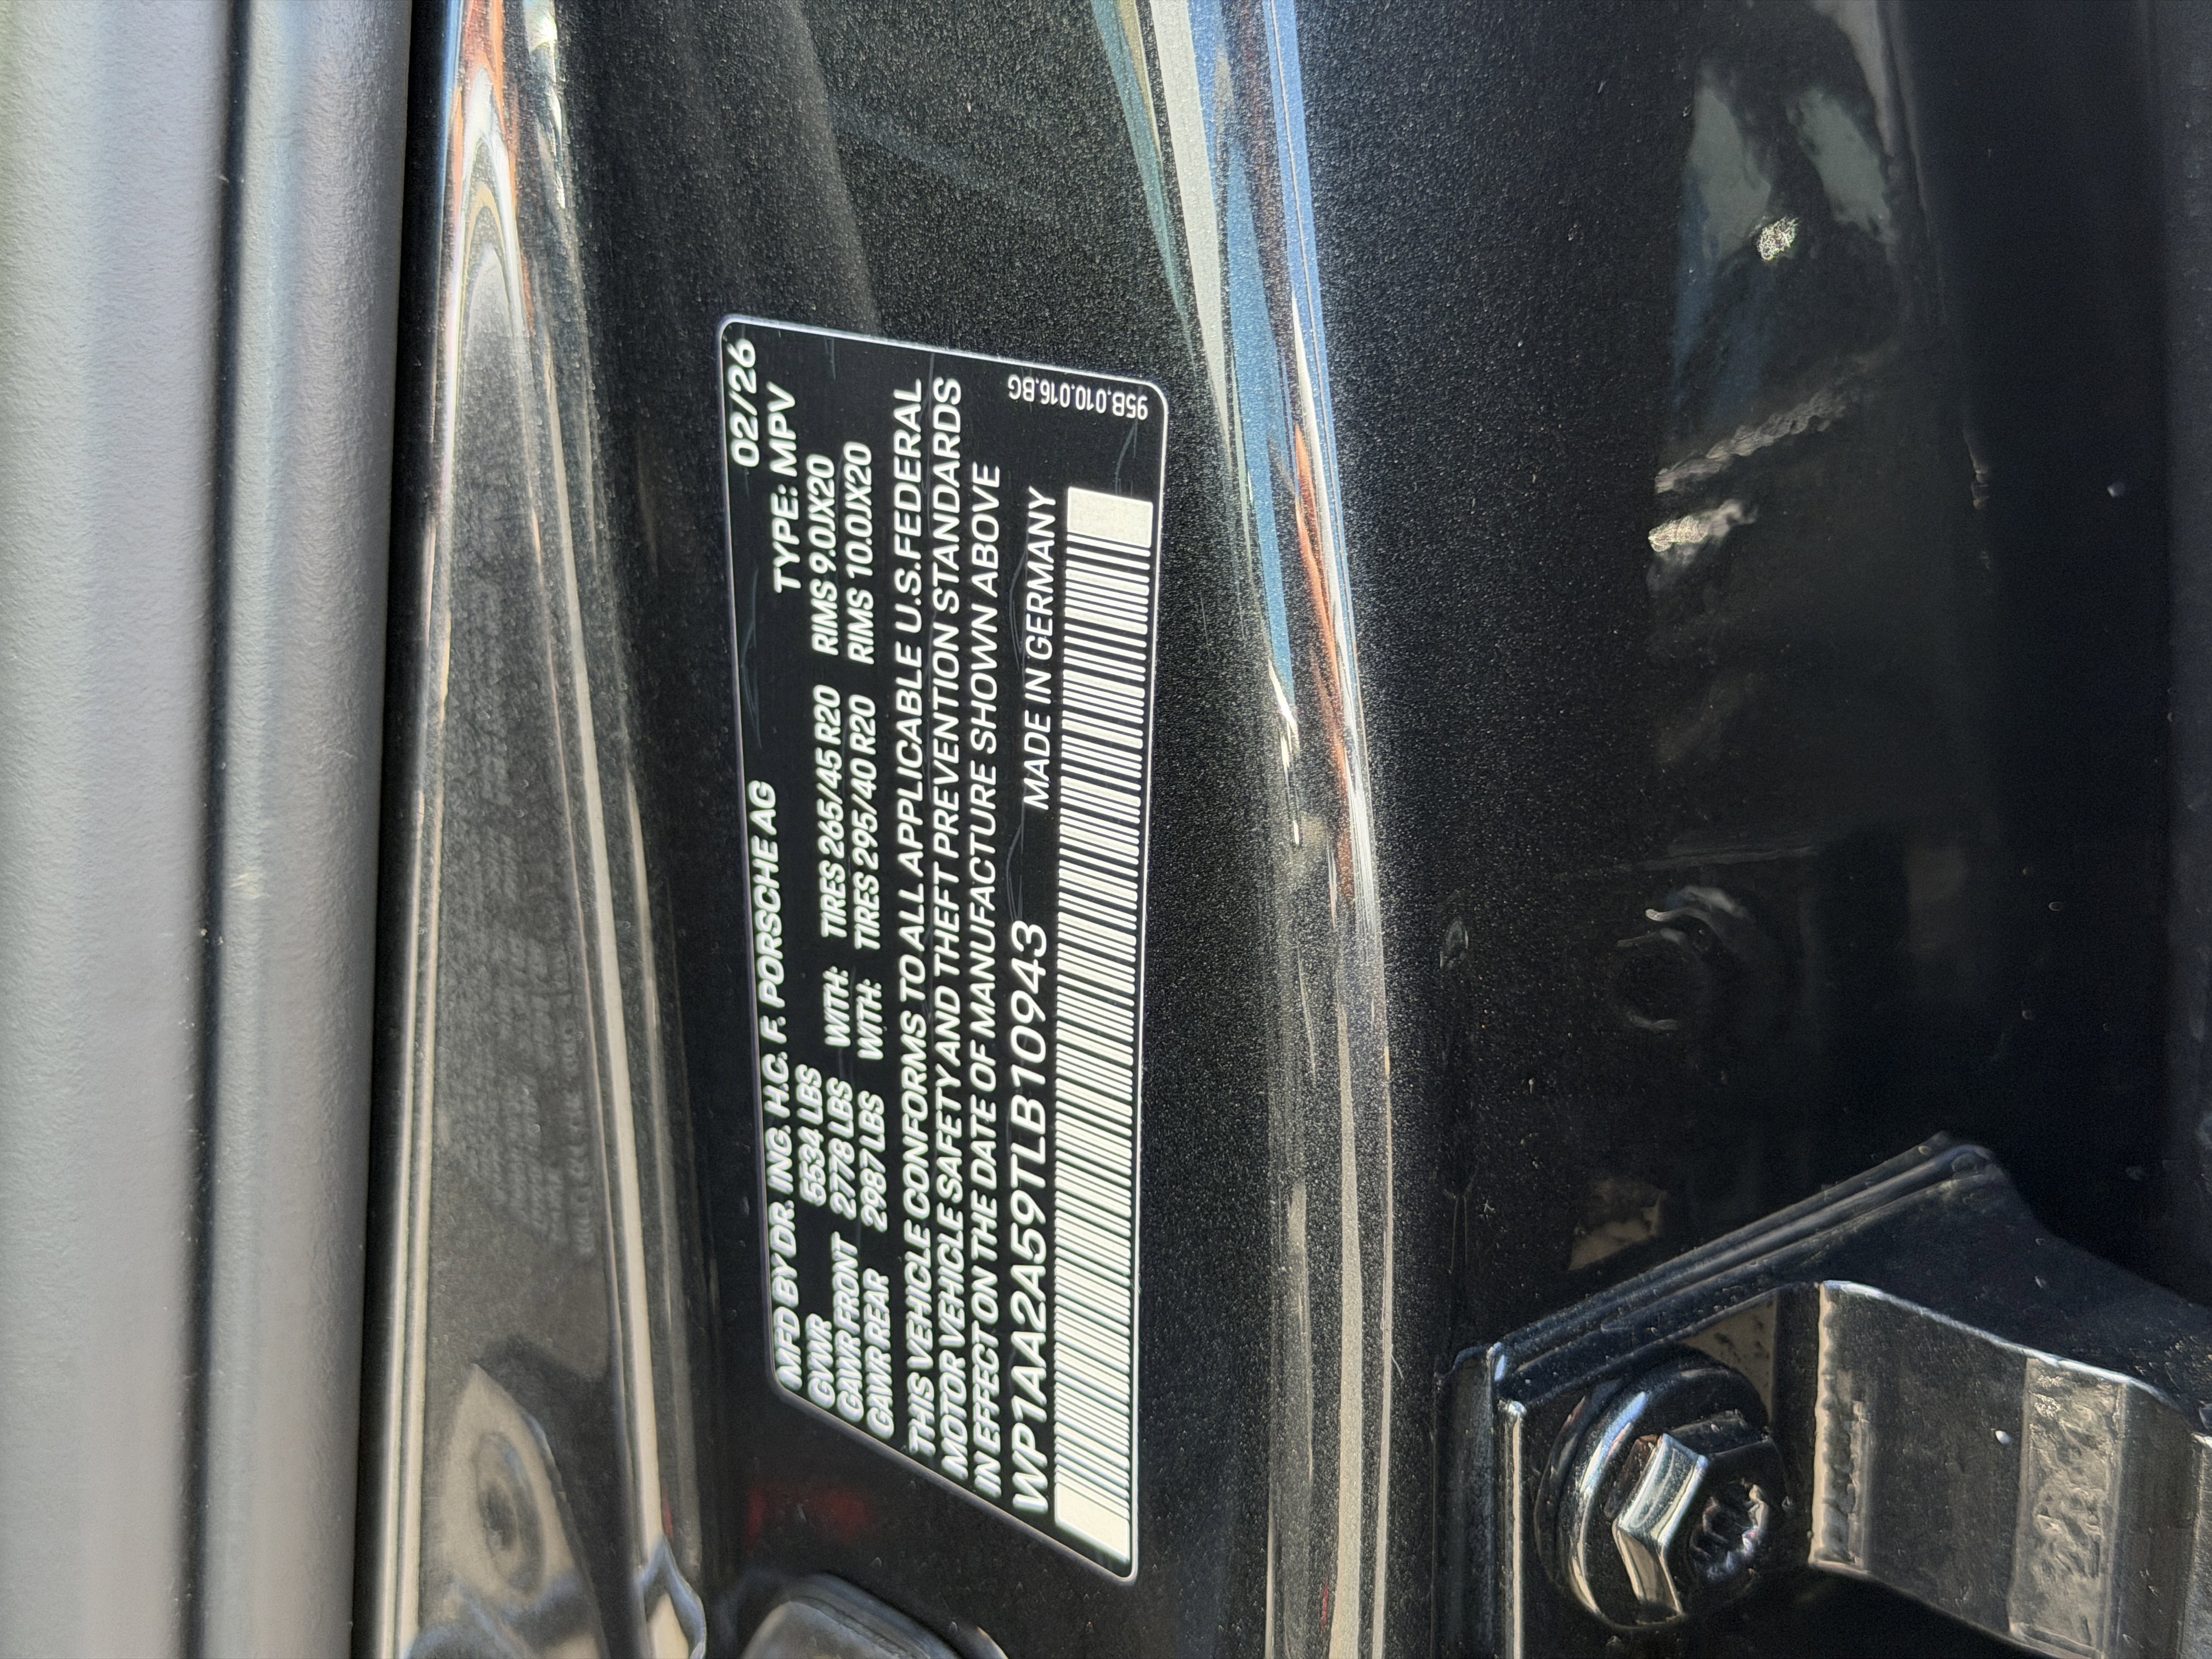 MFD BY DR. ING. H.C. F. PORSCHE AG 02/26
GVWR 5534 LBS TYPE: MPV
GAWR FRONT 2778 LBS WITH: TIRES 265/45 R20 RIMS 9.0JX20
GAWR REAR 2987 LBS WITH: TIRES 295/40 R20 RIMS 10.0JX20
THIS VEHICLE CONFORMS TO ALL APPLICABLE U.S.FEDERAL
MOTOR VEHICLE SAFETY AND THEFT PREVENTION STANDARDS
IN EFFECT ON THE DATE OF MANUFACTURE SHOWN ABOVE
WP1AA2A59TLB10943 MADE IN GERMANY
95B.010.016.BG